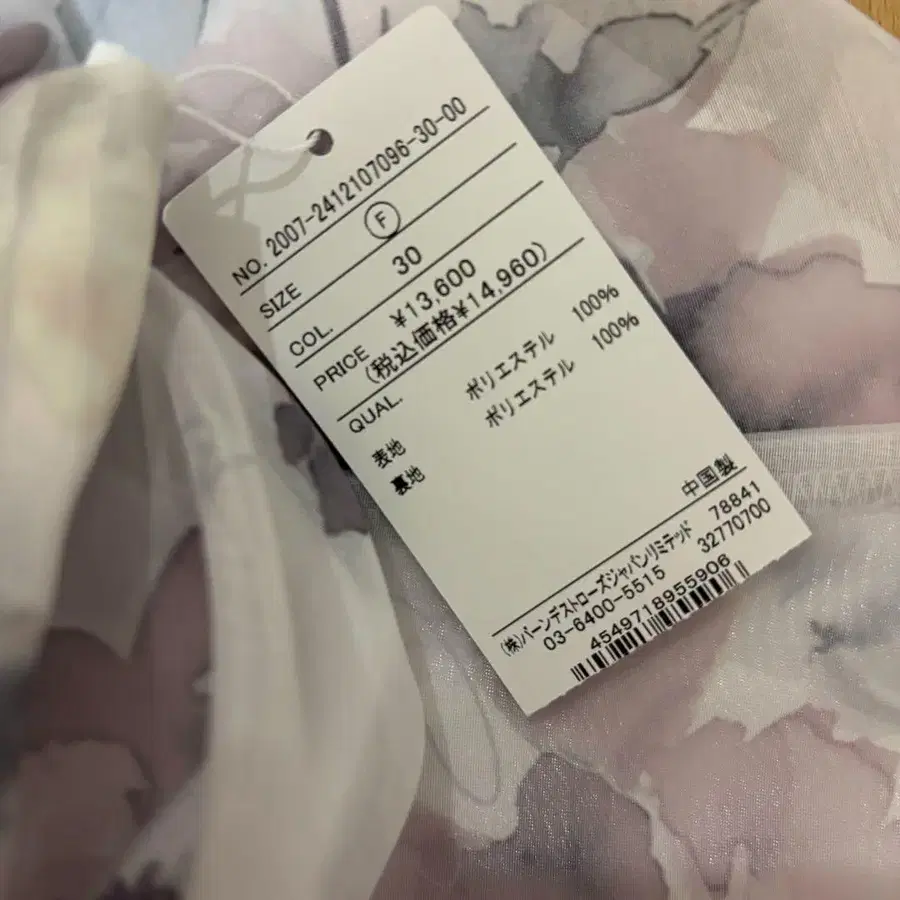 NO. 2007-2412107096-30-00
SIZE Ⓕ
COL. 30
PRICE ¥13,600
(税込価格¥14,960)
QUAL.
表地 ポリエステル 100%
裏地 ポリエステル 100%
中国製
(株)バーンデストローズジャパンリミテッド 78841
03-6400-5515 32770700
4549718955906